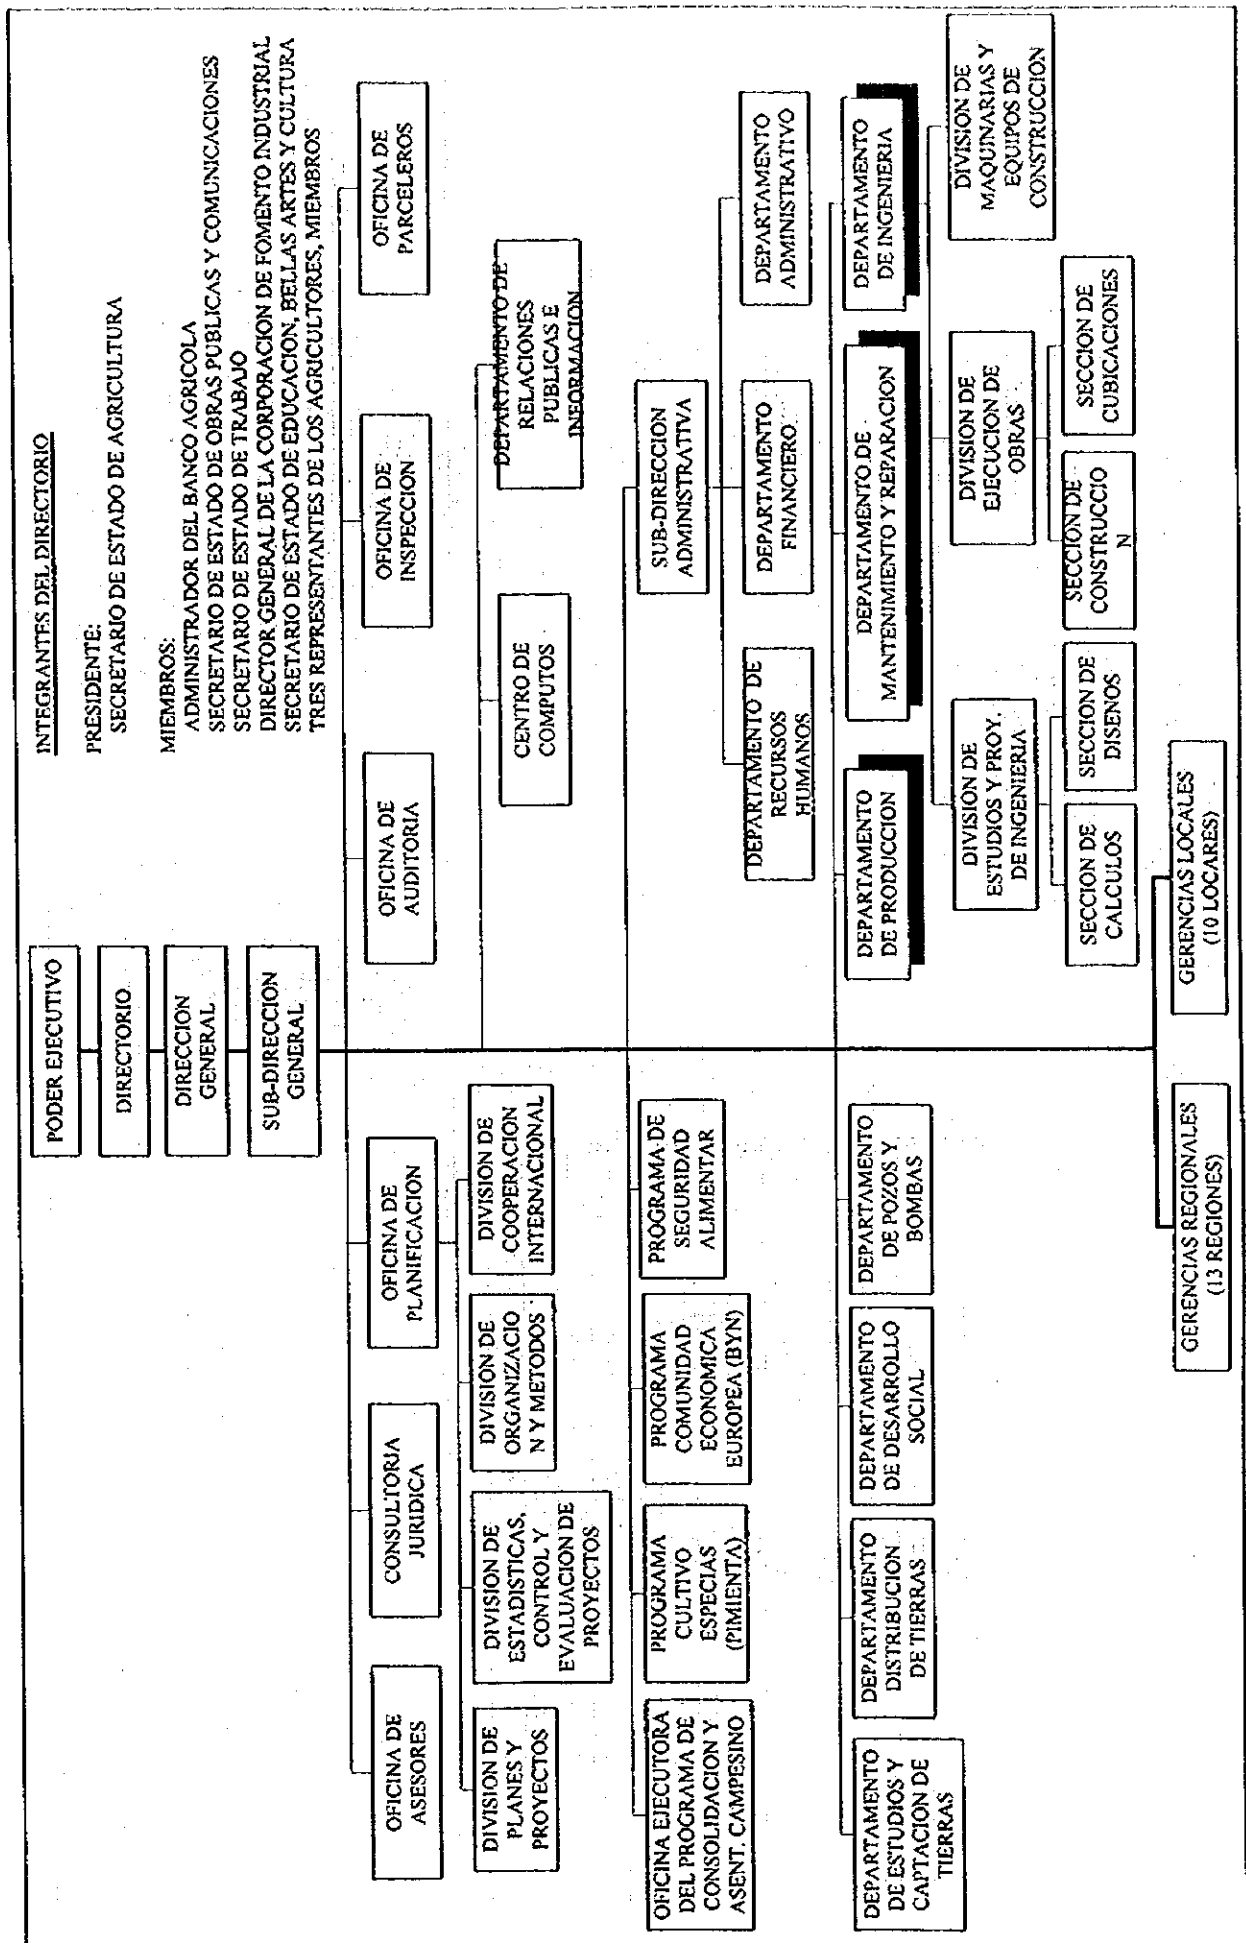 PODER EJECUTIVO
DIRECTORIO
DIRECCION
GENERAL
SUB-DIRECCION
GENERAL
INTEGRANTES DEL DIRECTORIO
PRESIDENTE:
SECRETARIO DE ESTADO DE AGRICULTURA
MIEMBROS:
ADMINISTRADOR DEL BANCO AGRICOLA
SECRETARIO DE ESTADO DE OBRAS PUBLICAS Y COMUNICACIONES
SECRETARIO DE ESTADO DE TRABAJO
DIRECTOR GENERAL DE LA CORPORACION DE FOMENTO INDUSTRIAL
SECRETARIO DE ESTADO DE EDUCACION, BELLAS ARTES Y CULTURA
TRES REPRESENTANTES DE LOS AGRICULTORES, MIEMBROS
OFICINA DE
ASESORES
CONSULTORIA
JURIDICA
OFICINA DE
PLANIFICACION
OFICINA DE
AUDITORIA
OFICINA DE
INSPECCION
OFICINA DE
PARCELEROS
DIVISION DE
PLANES Y
PROYECTOS
DIVISION DE
ESTADISTICAS,
CONTROL Y
EVALUACION DE
PROYECTOS
DIVISION DE
ORGANIZACIO
N Y METODOS
DIVISION DE
COOPERACION
INTERNACIONAL
CENTRO DE
COMPUTOS
DEPARTAMENTO DE
RELACIONES
PUBLICAS E
INFORMACION
OFICINA EJECUTORA
DEL PROGRAMA DE
CONSOLIDACION Y
ASENT. CAMPESINO
PROGRAMA
CULTIVO
ESPECIAS
(PIMIENTA)
PROGRAMA
COMUNIDAD
ECONOMICA
EUROPEA (BYN)
PROGRAMA DE
SEGURIDAD
ALIMENTAR
SUB-DIRECCION
ADMINISTRATIVA
DEPARTAMENTO DE
RECURSOS
HUMANOS
DEPARTAMENTO
FINANCIERO
DEPARTAMENTO
ADMINISTRATIVO
DEPARTAMENTO
DE ESTUDIOS Y
CAPTACION DE
TIERRAS
DEPARTAMENTO
DISTRIBUCION
DE TIERRAS
DEPARTAMENTO
DE DESARROLLO
SOCIAL
DEPARTAMENTO
DE POZOS Y
BOMBAS
DEPARTAMENTO
DE PRODUCCION
DEPARTAMENTO DE
MANTENIMIENTO Y REPARACION
DEPARTAMENTO
DE INGENIERIA
DIVISION DE
ESTUDIOS Y PROY.
DE INGENIERIA
DIVISION DE
EJECUCION DE
OBRAS
DIVISION DE
MAQUINARIAS Y
EQUIPOS DE
CONSTRUCCION
SECCION DE
CALCULOS
SECCION DE
DISENOS
SECCION DE
CONSTRUCCIO
N
SECCION DE
CUBICACIONES
GERENCIAS REGIONALES
(13 REGIONES)
GERENCIAS LOCALES
(10 LOCARES)